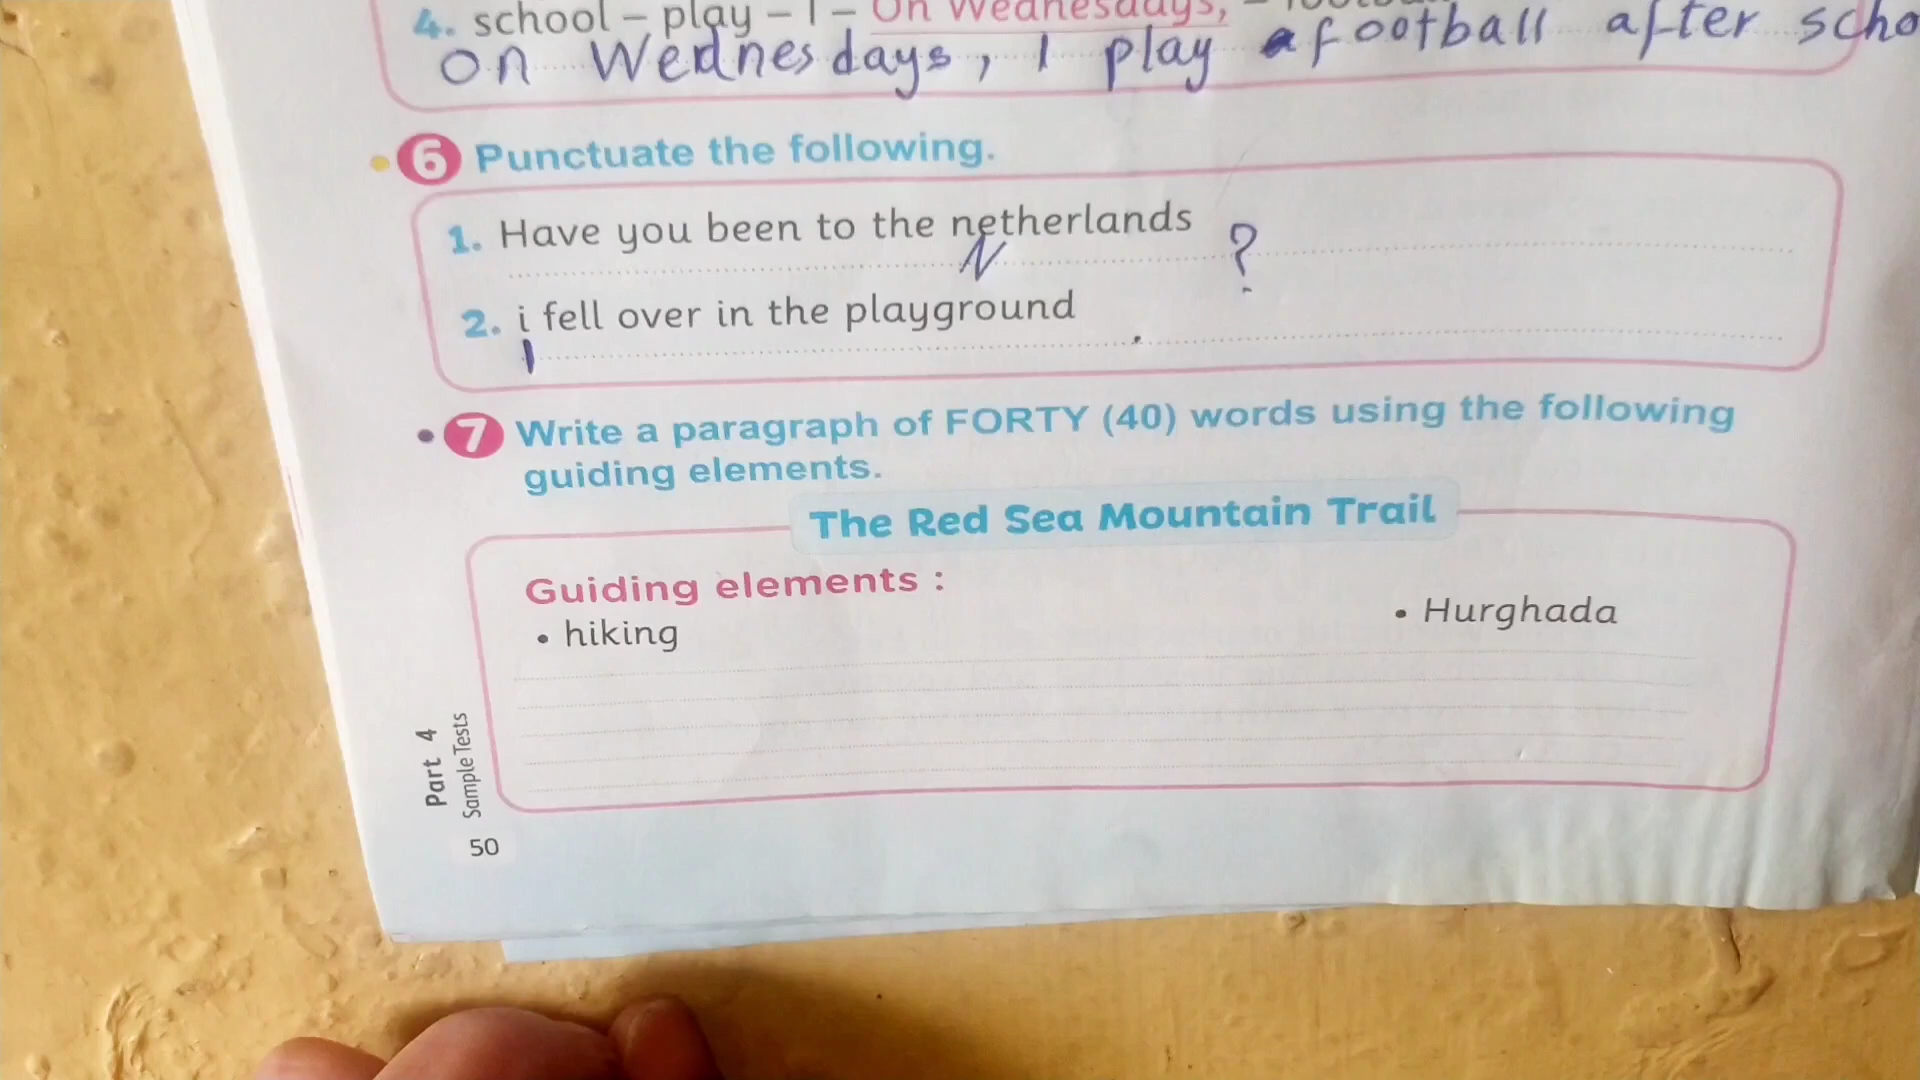 4. school – play – I – On Wednesdays, –
on Wednesdays, I play football after scho
6 Punctuate the following.
1. Have you been to the netherlands
N ?
2. i fell over in the playground
I .
7 Write a paragraph of FORTY (40) words using the following
guiding elements.
The Red Sea Mountain Trail
Guiding elements :
• hiking • Hurghada
Part 4
Sample Tests
50